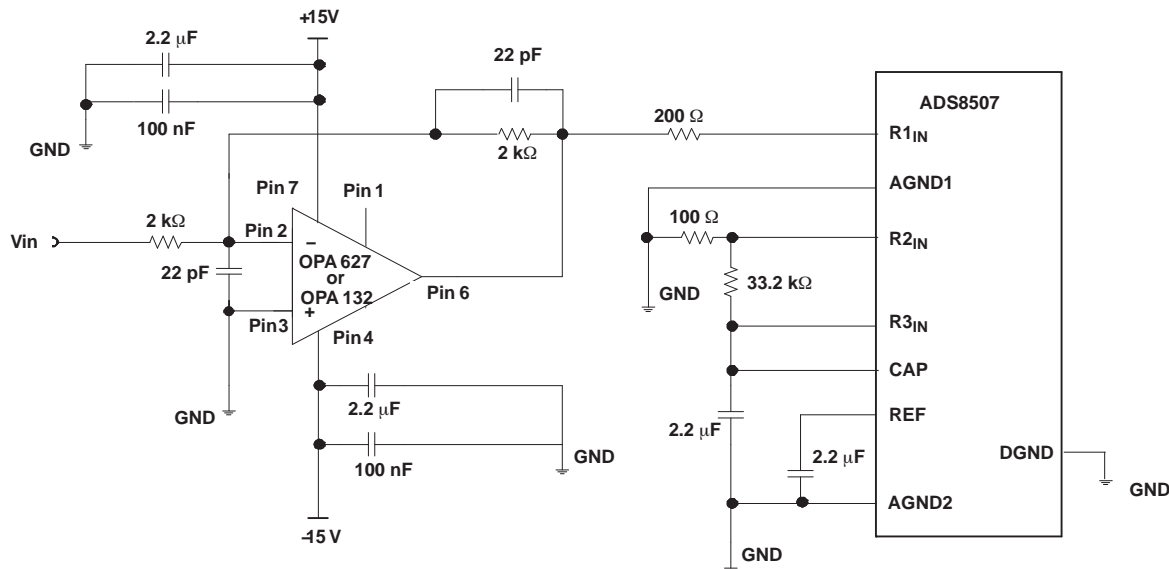 +15V
2.2 μF
22 pF
ADS8507
100 nF
200 Ω
R1IN
GND
2 kΩ
Pin 7
Pin 1
AGND1
2 kΩ
100 Ω
Vin
Pin 2
–
R2IN
OPA 627
22 pF
or
33.2 kΩ
OPA 132
Pin 6
GND
Pin3
+
R3IN
Pin4
CAP
GND
2.2 μF
REF
2.2 μF
2.2 μF
DGND
100 nF
GND
GND
AGND2
–15 V
GND